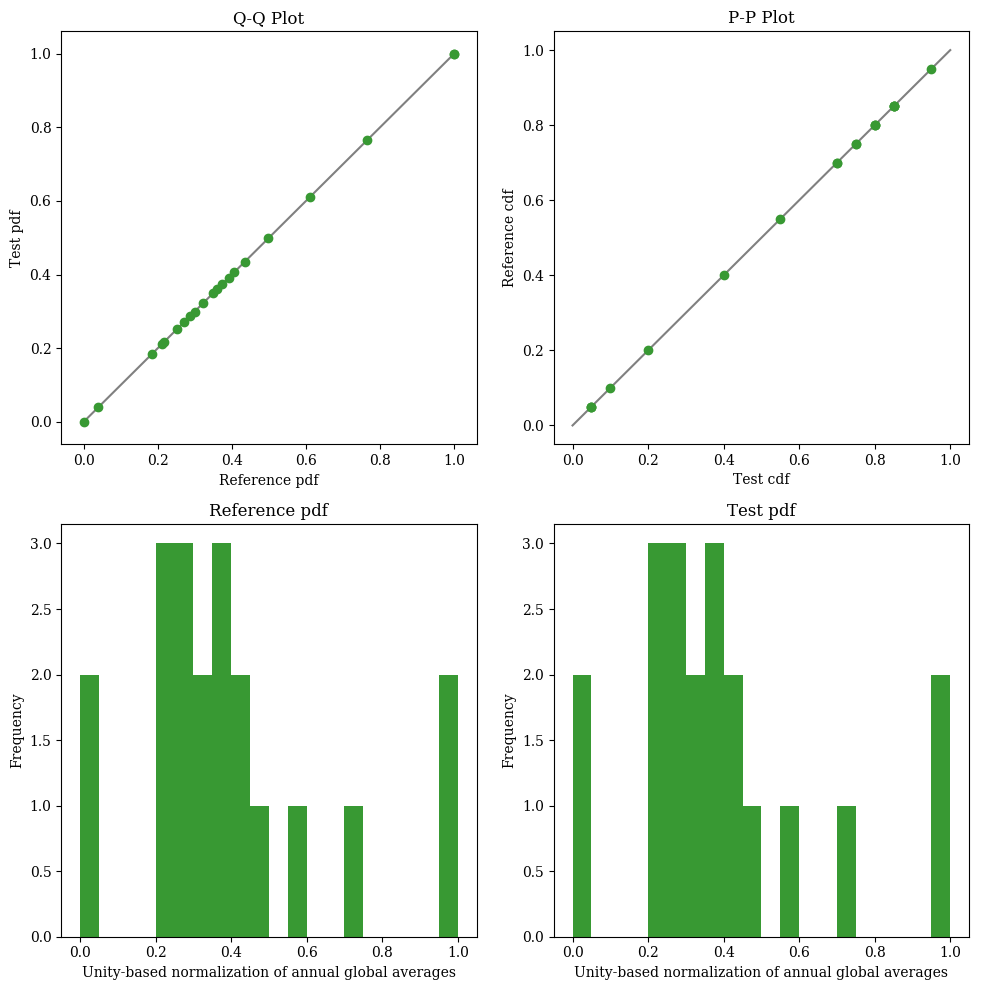 Q-Q Plot
1.0
0.8
0.6
0.4
0.2
0.0
Test pdf
0.0 0.2 0.4 0.6 0.8 1.0
Reference pdf
P-P Plot
1.0
0.8
0.6
0.4
0.2
0.0
Reference cdf
0.0 0.2 0.4 0.6 0.8 1.0
Test cdf
Reference pdf
3.0
2.5
2.0
1.5
1.0
0.5
0.0
Frequency
0.0 0.2 0.4 0.6 0.8 1.0
Unity-based normalization of annual global averages
Test pdf
3.0
2.5
2.0
1.5
1.0
0.5
0.0
Frequency
0.0 0.2 0.4 0.6 0.8 1.0
Unity-based normalization of annual global averages